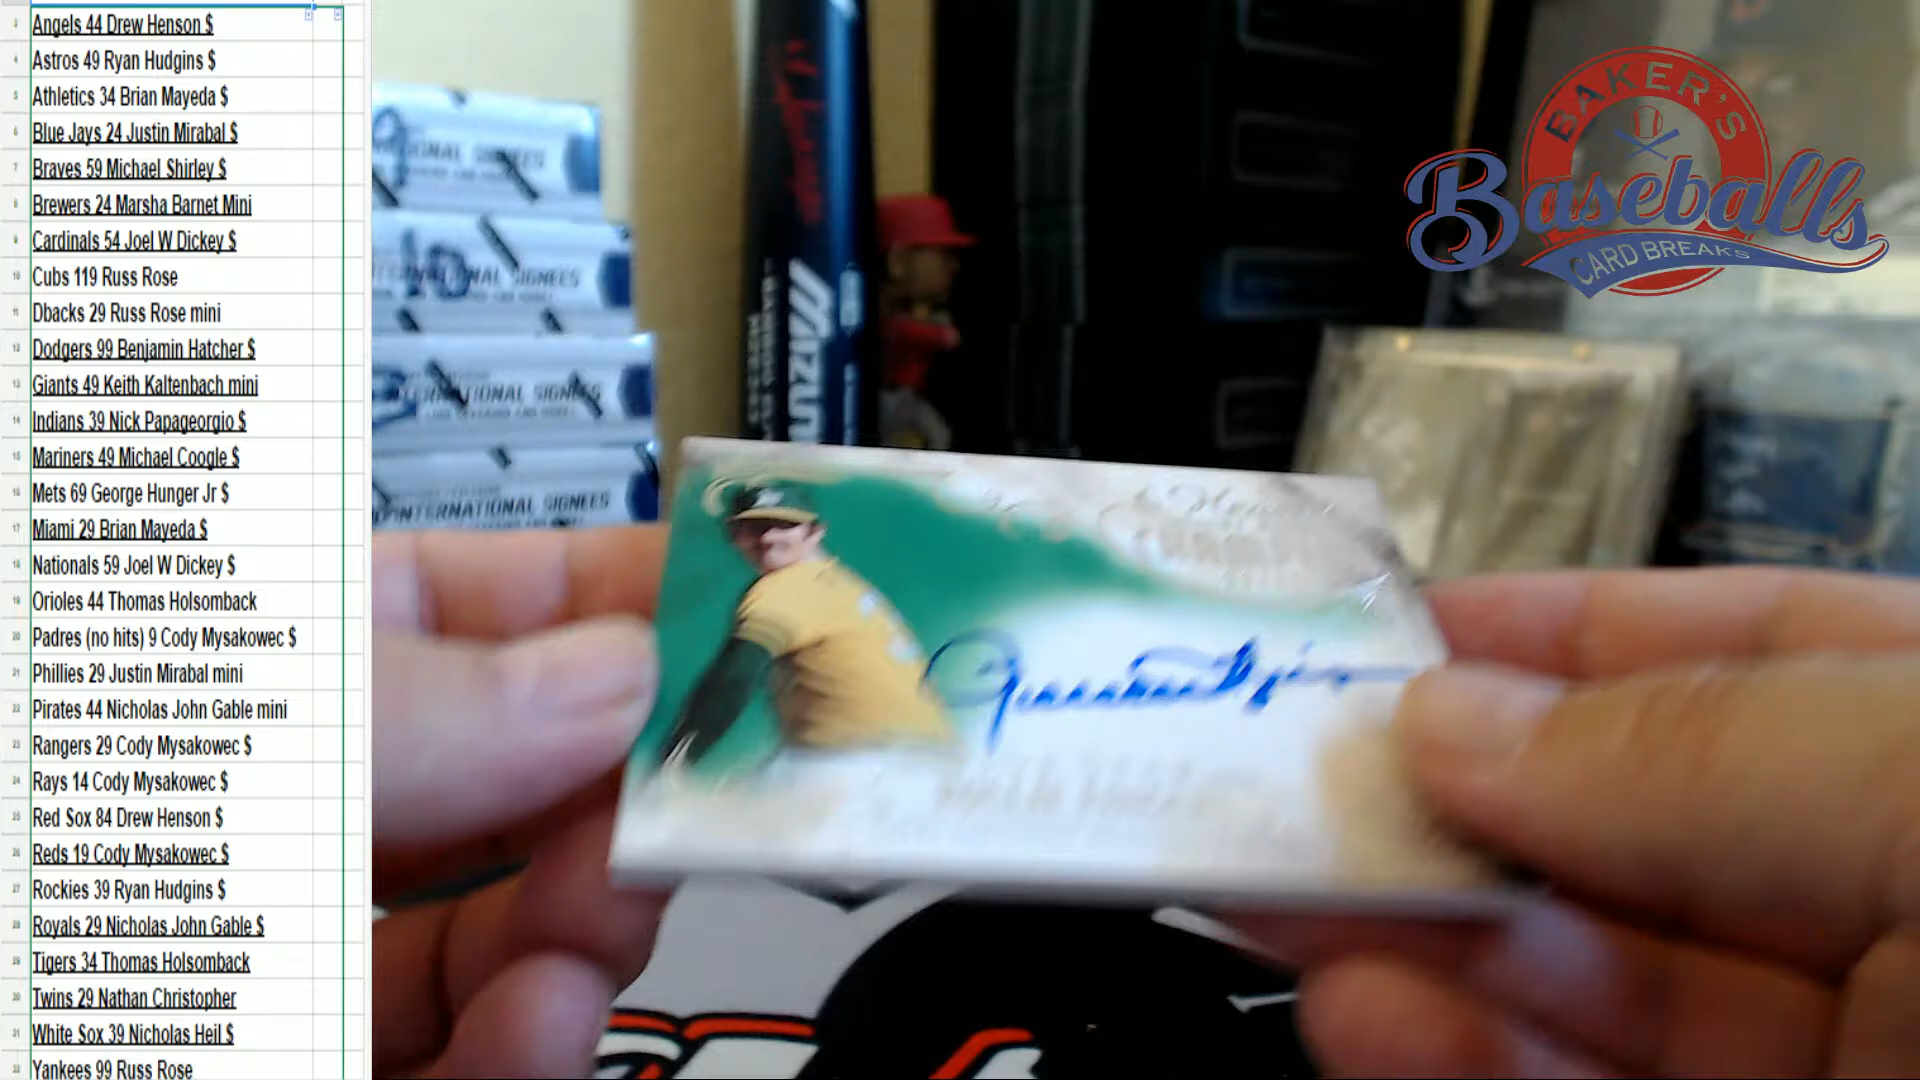 Angels 44 Drew Henson $
Astros 49 Ryan Hudgins $
Athletics 34 Brian Mayeda $
Blue Jays 24 Justin Mirabal $
Braves 59 Michael Shirley $
Brewers 24 Marsha Barnet Mini
Cardinals 54 Joel W Dickey $
Cubs 119 Russ Rose
Dbacks 29 Russ Rose mini
Dodgers 99 Benjamin Hatcher $
Giants 49 Keith Kaltenbach mini
Indians 39 Nick Papageorgio $
Mariners 49 Michael Coogle $
Mets 69 George Hunger Jr $
Miami 29 Brian Mayeda $
Nationals 59 Joel W Dickey $
Orioles 44 Thomas Holsomback
Padres (no hits) 9 Cody Mysakowec $
Phillies 29 Justin Mirabal mini
Pirates 44 Nicholas John Gable mini
Rangers 29 Cody Mysakowec $
Rays 14 Cody Mysakowec $
Red Sox 84 Drew Henson $
Reds 19 Cody Mysakowec $
Rockies 39 Ryan Hudgins $
Royals 29 Nicholas John Gable $
Tigers 34 Thomas Holsomback
Twins 29 Nathan Christopher
White Sox 39 Nicholas Heil $
Yankees 99 Russ Rose
BAKER'S
Baseballs
CARD BREAKS
SIGNEES
INTERNATIONAL SIGNEES
MIZUN